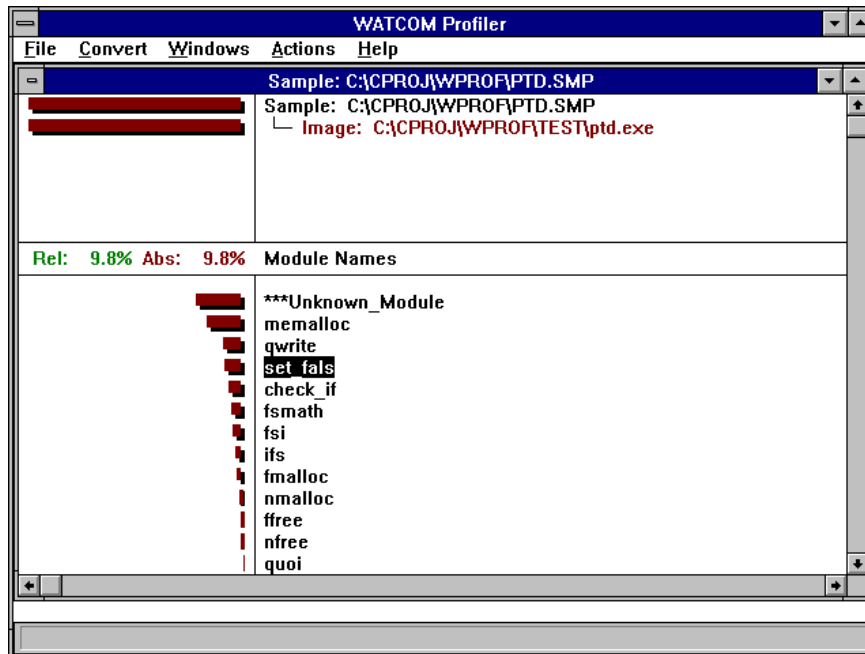 WATCOM Profiler
File Convert Windows Actions Help
Sample: C:\CPROJ\WPROF\PTD.SMP
Sample: C:\CPROJ\WPROF\PTD.SMP
Image: C:\CPROJ\WPROF\TEST\ptd.exe
Rel: 9.8% Abs: 9.8% Module Names
***Unknown_Module
memalloc
qwrite
set_fals
check_if
fsmath
fsi
ifs
fmalloc
nmalloc
ffree
nfree
quoi